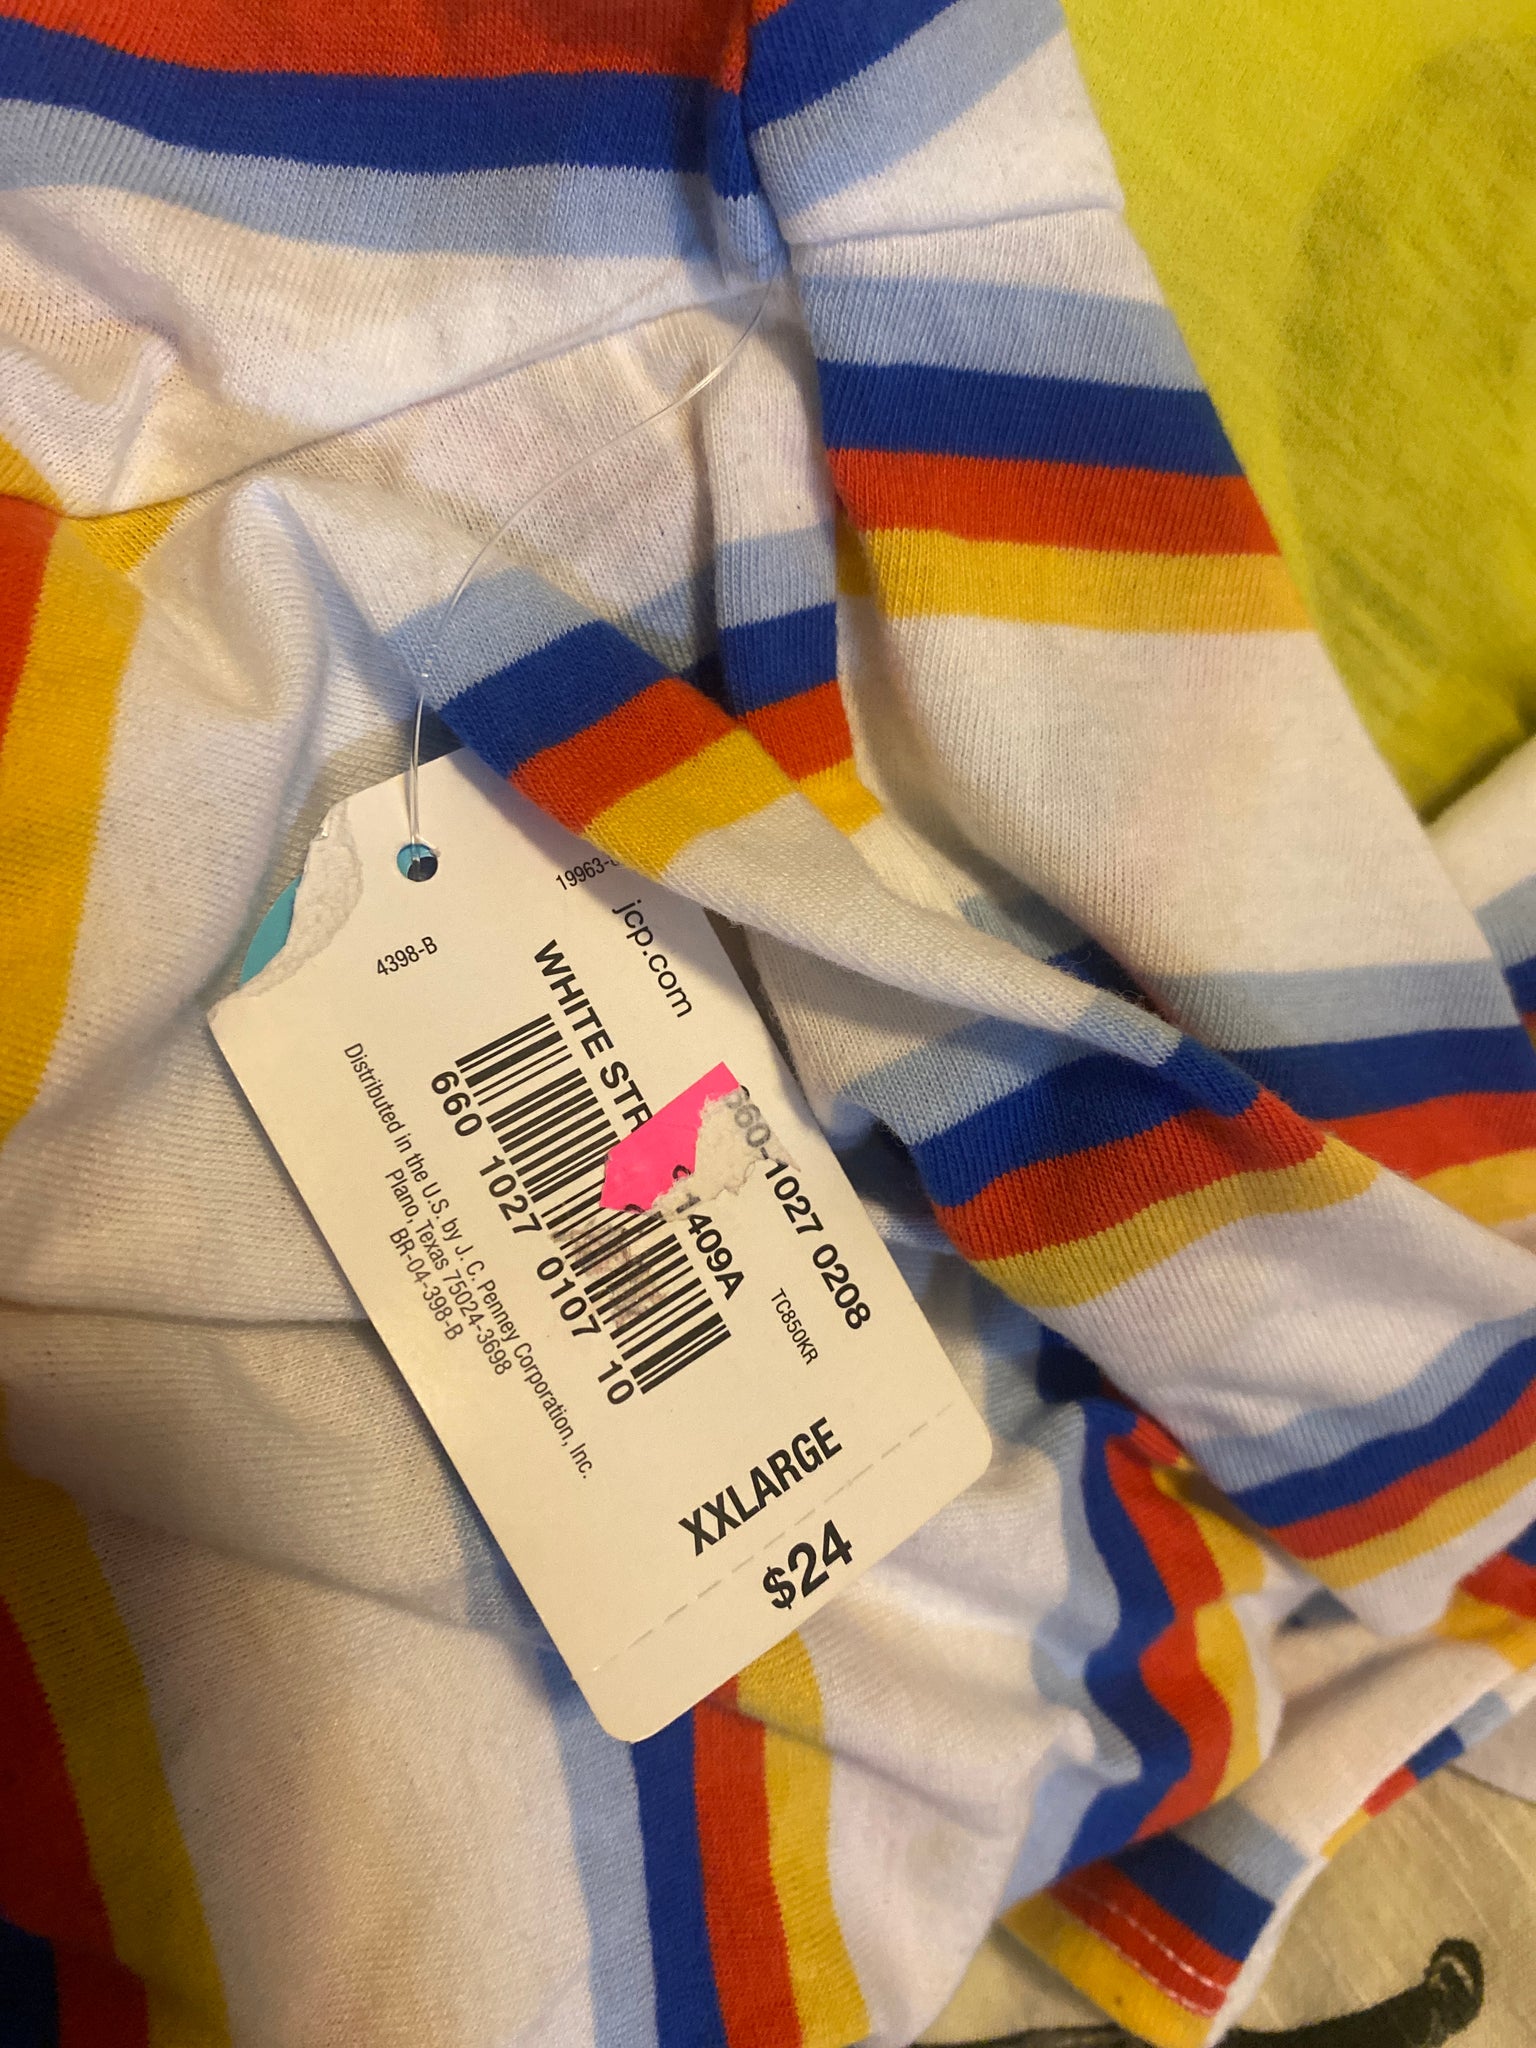 4398-B
19963-
jcp.com
WHITE STR
660-1027 0208
1409A
TC850KR
660 1027 0107 10
Distributed in the U.S. by J. C. Penney Corporation, Inc.
Plano, Texas 75024-3698
BR-04-398-B
XXLARGE
$24